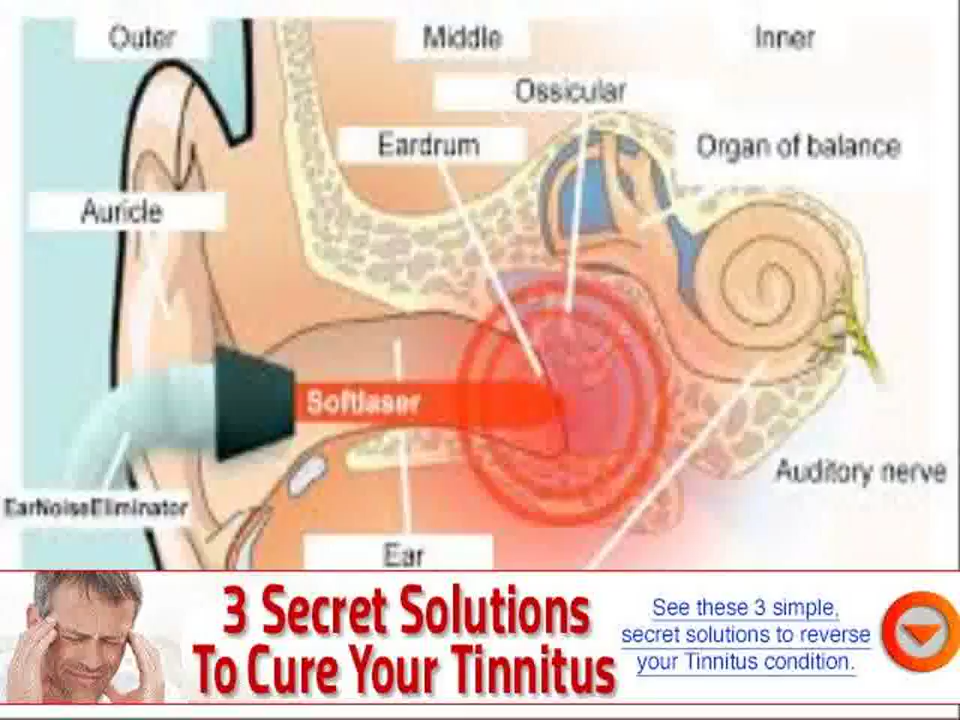 Outer
Middle
Inner
Ossicular
Eardrum
Organ of balance
Auricle
Softlaser
Auditory nerve
EarNoiseEliminator
Ear
3 Secret Solutions
To Cure Your Tinnitus
See these 3 simple,
secret solutions to reverse
your Tinnitus condition.